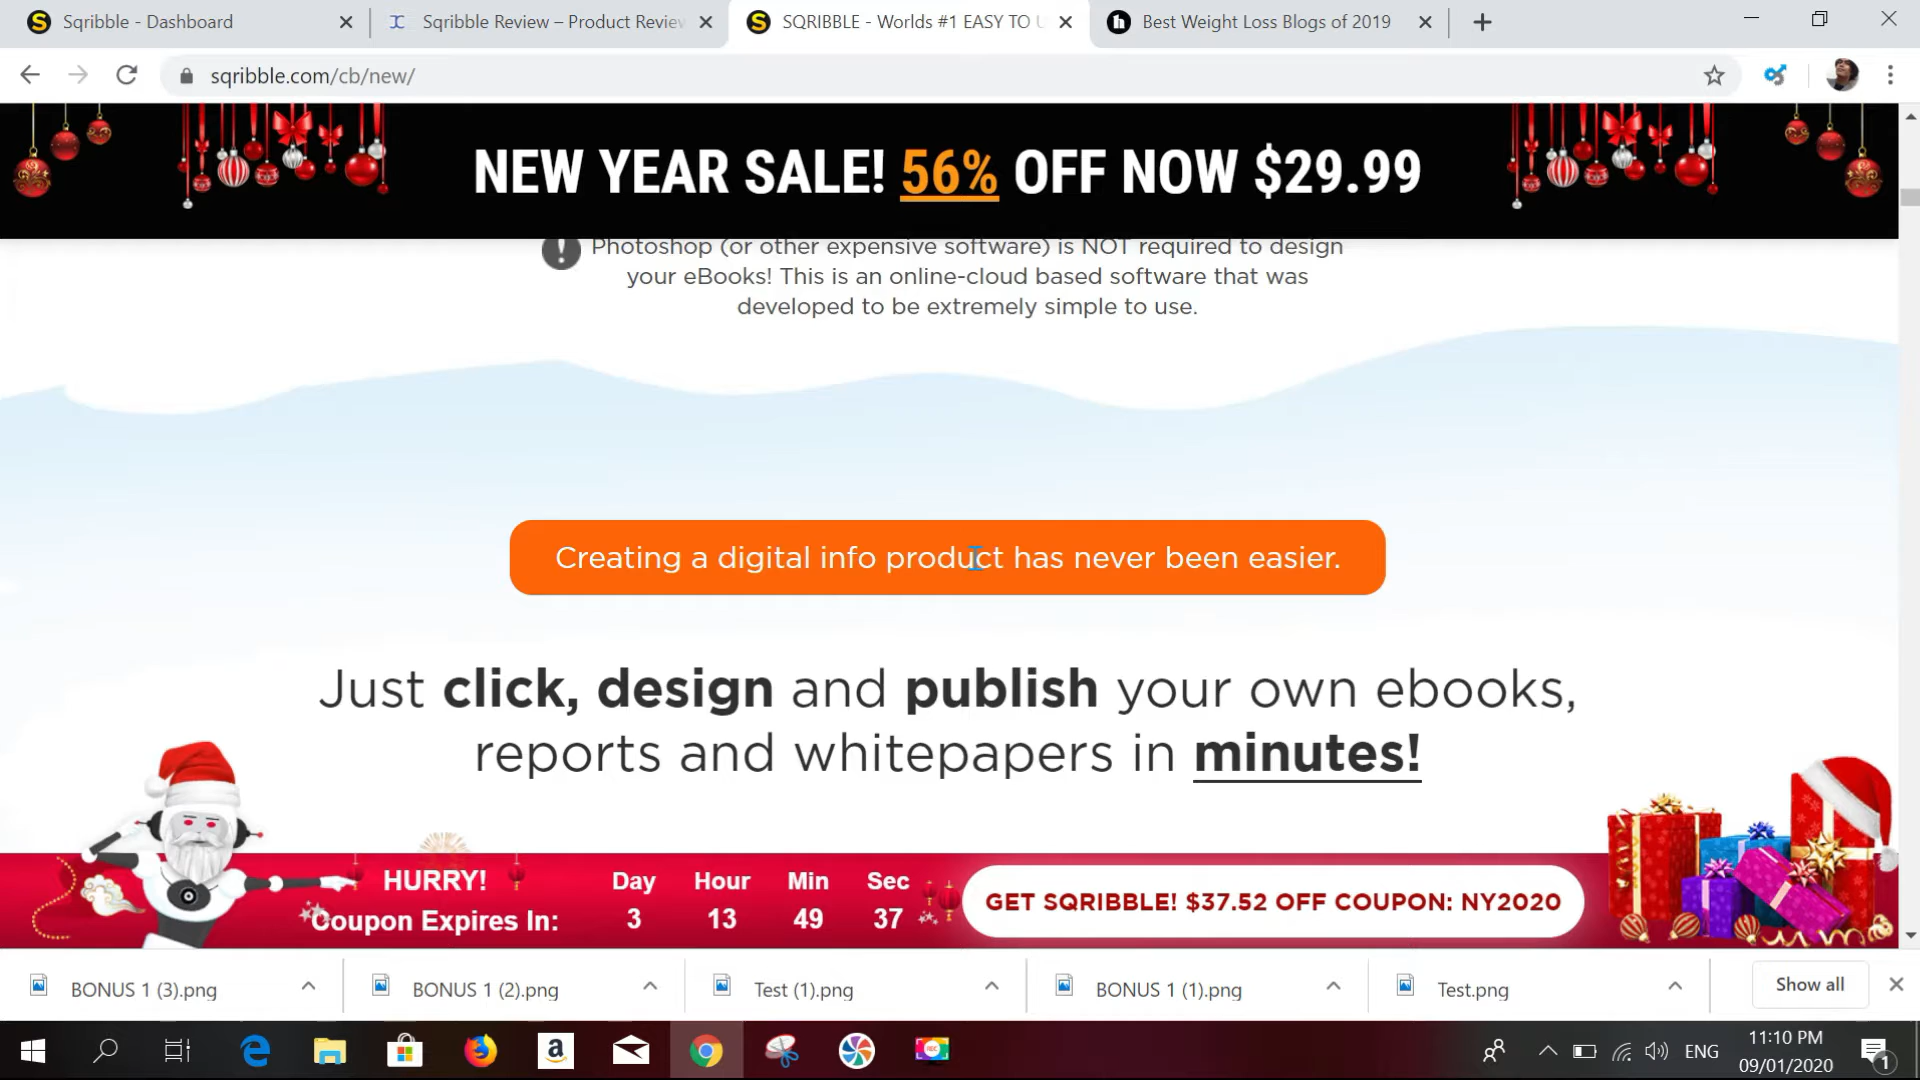 Sqribble - Dashboard
Sqribble Review – Product Review
SQRIBBLE - Worlds #1 EASY TO U
Best Weight Loss Blogs of 2019
sqribble.com/cb/new/
NEW YEAR SALE! 56% OFF NOW $29.99
Photoshop (or other expensive software) is NOT required to design
your eBooks! This is an online-cloud based software that was
developed to be extremely simple to use.
Creating a digital info product has never been easier.
Just click, design and publish your own ebooks,
reports and whitepapers in minutes!
HURRY!
Coupon Expires In:
Day Hour Min Sec
3 13 49 37
GET SQRIBBLE! $37.52 OFF COUPON: NY2020
BONUS 1 (3).png
BONUS 1 (2).png
Test (1).png
BONUS 1 (1).png
Test.png
Show all
ENG
11:10 PM
09/01/2020
1